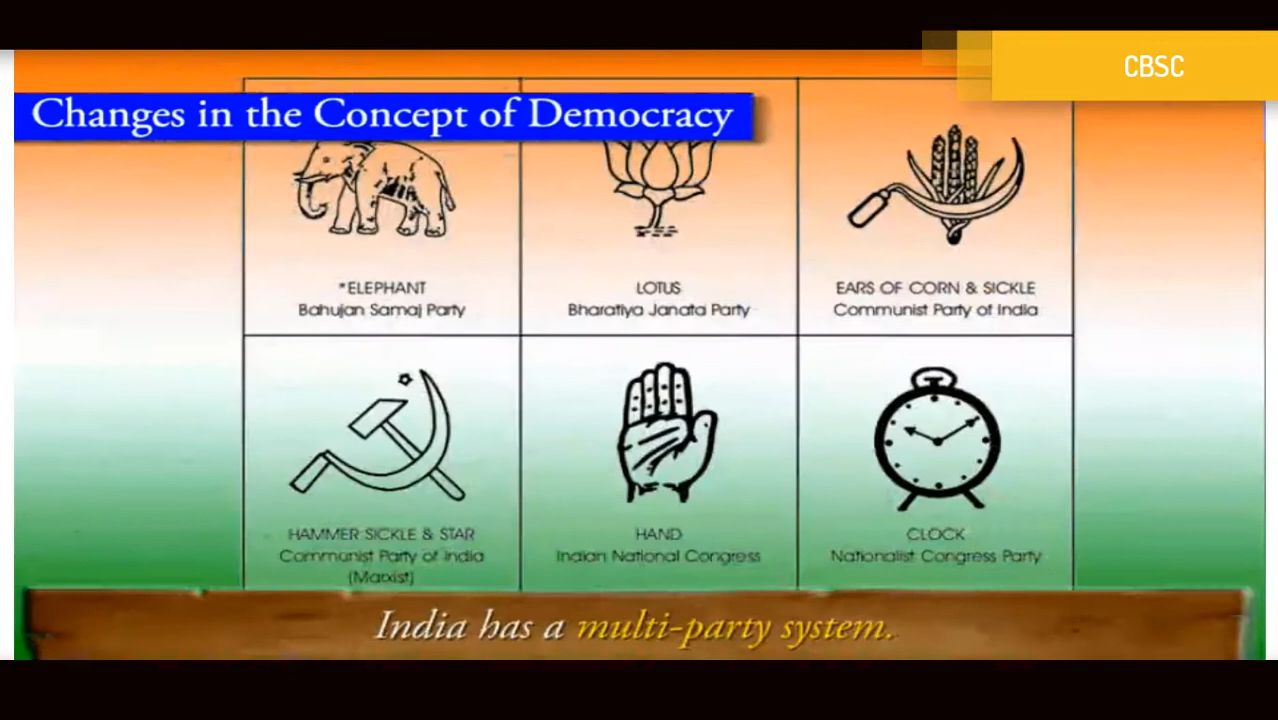 CBSC
Changes in the Concept of Democracy
*ELEPHANT
Bahujan Samaj Party
LOTUS
Bharatiya Janata Party
EARS OF CORN & SICKLE
Communist Party of India
HAMMER SICKLE & STAR
Communist Party of India
(Marxist)
HAND
Indian National Congress
CLOCK
Nationalist Congress Party
India has a multi-party system.